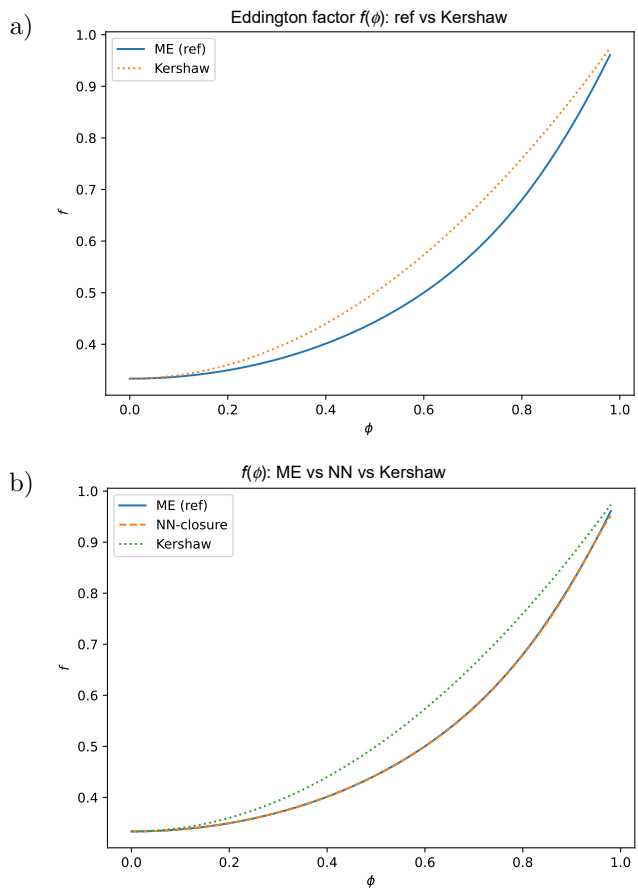 a)
Eddington factor f(ϕ): ref vs Kershaw
ME (ref)
Kershaw
1.0
0.9
0.8
0.7
0.6
0.5
0.4
f
0.0 0.2 0.4 0.6 0.8 1.0
ϕ
b)
f(ϕ): ME vs NN vs Kershaw
ME (ref)
NN-closure
Kershaw
1.0
0.9
0.8
0.7
0.6
0.5
0.4
f
0.0 0.2 0.4 0.6 0.8 1.0
ϕ